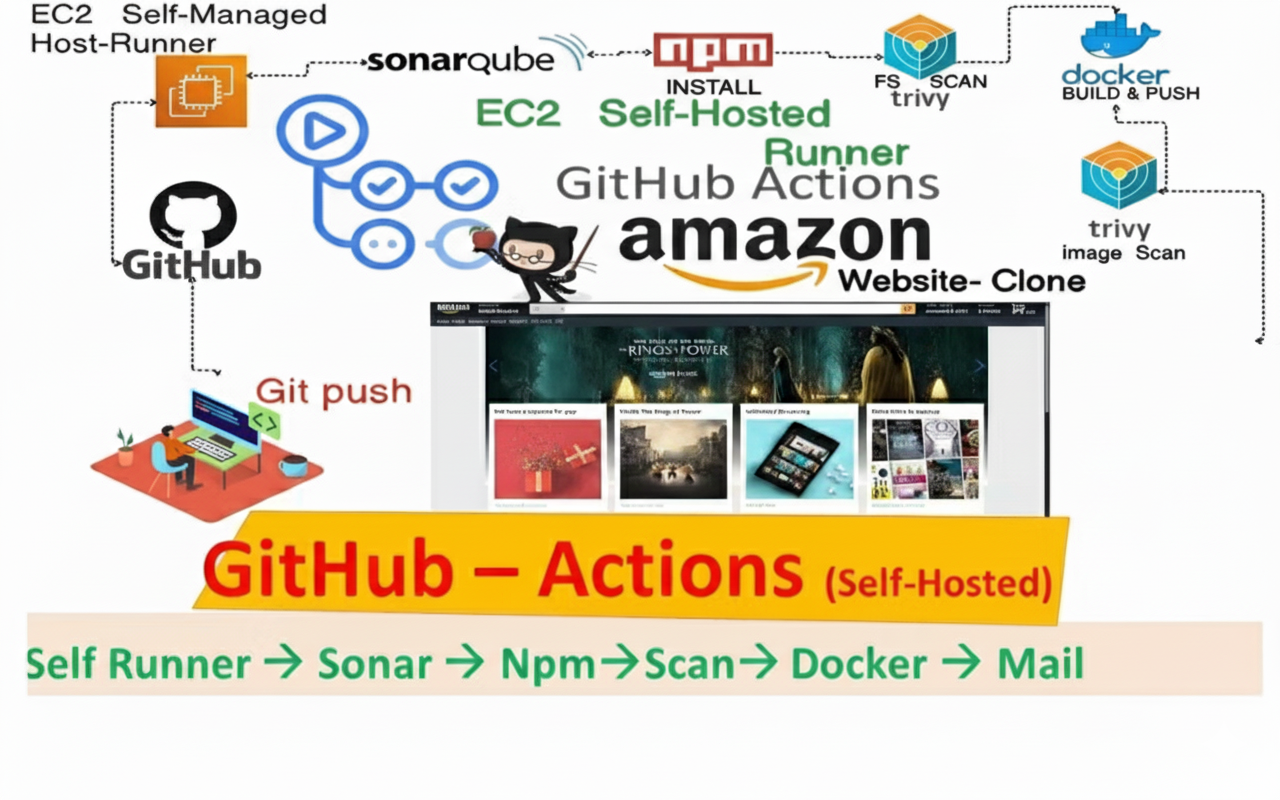 EC2 Self-Managed
Host-Runner
sonarqube
npm
INSTALL
FS SCAN
trivy
docker
BUILD & PUSH
EC2 Self-Hosted
Runner
GitHub Actions
amazon
Website- Clone
GitHub
trivy
image Scan
Git push
RINGS POWER
GitHub – Actions (Self-Hosted)
Self Runner → Sonar → Npm→Scan→ Docker → Mail